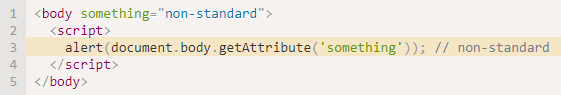 1 <body something="non-standard">
2   <script>
3     alert(document.body.getAttribute('something')); // non-standard
4   </script>
5 </body>